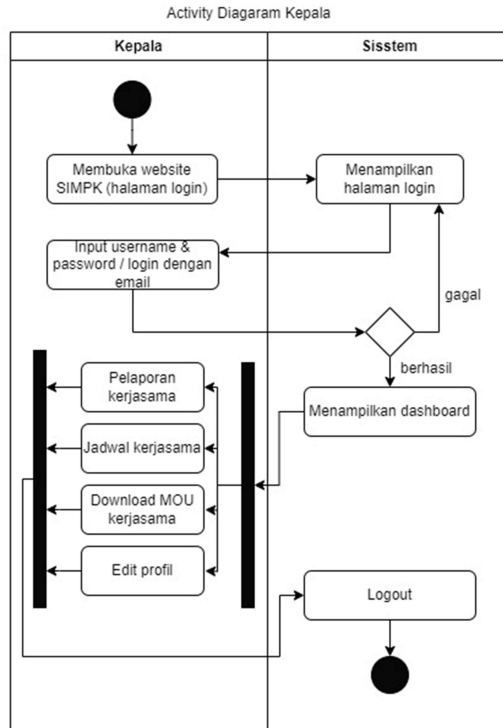 Activity Diagaram Kepala
Kepala
Sisstem
Membuka website
SIMPK (halaman login)
Menampilkan
halaman login
Input username &
password / login dengan
email
gagal
berhasil
Pelaporan
kerjasama
Menampilkan dashboard
Jadwal kerjasama
Download MOU
kerjasama
Edit profil
Logout